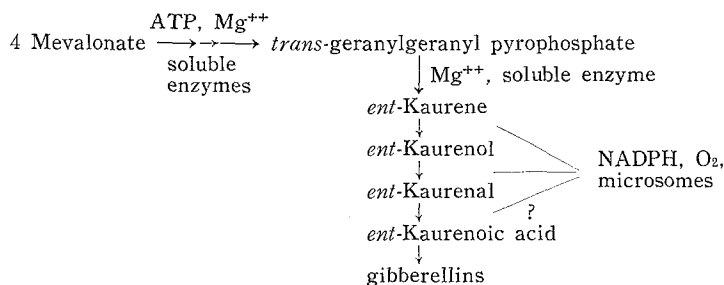 ATP, Mg++
4 Mevalonate → → → trans-geranylgeranyl pyrophosphate
soluble
enzymes
Mg++, soluble enzyme
ent-Kaurene
ent-Kaurenol
NADPH, O2,
microsomes
ent-Kaurenal
?
ent-Kaurenoic acid
gibberellins